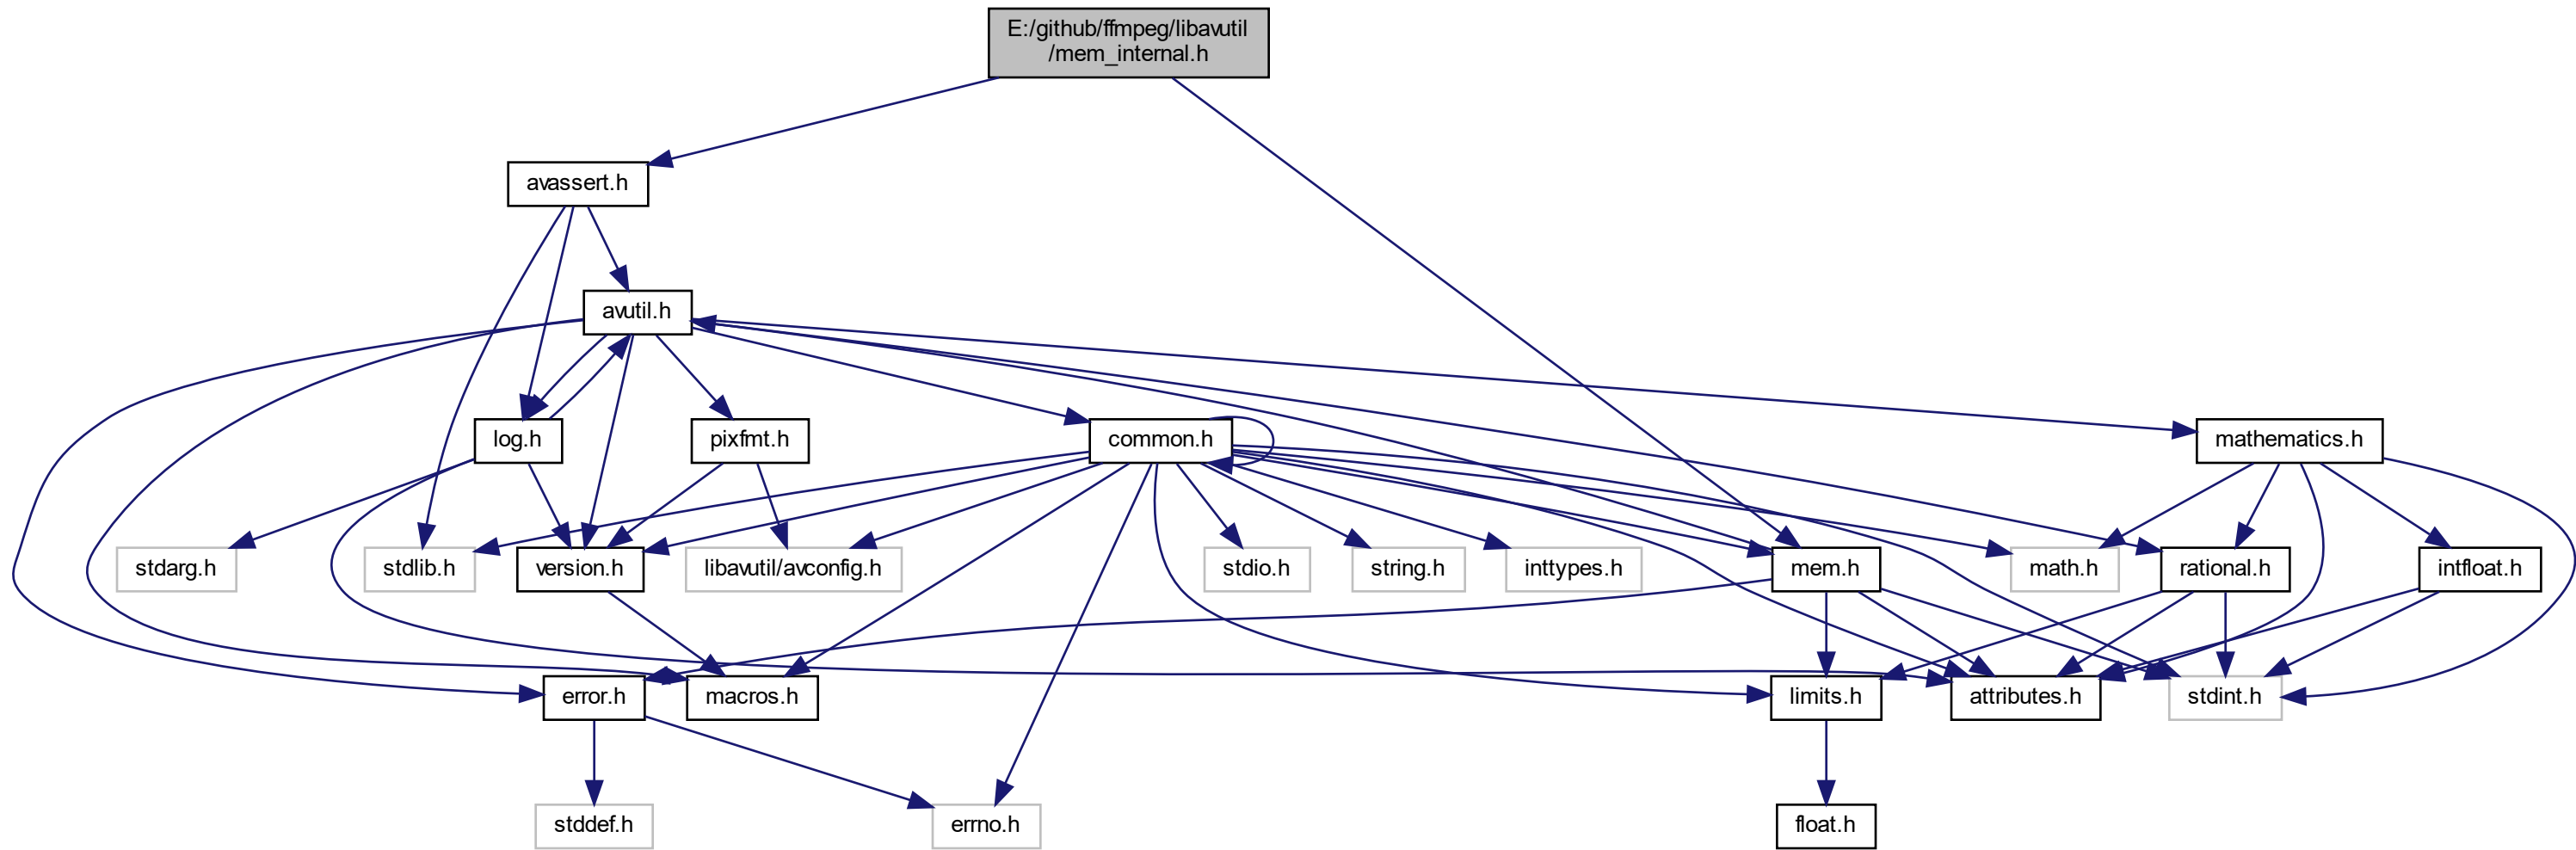 E:/github/ffmpeg/libavutil
/mem_internal.h
avassert.h
avutil.h
log.h
pixfmt.h
common.h
mathematics.h
stdarg.h
stdlib.h
version.h
libavutil/avconfig.h
stdio.h
string.h
inttypes.h
mem.h
math.h
rational.h
intfloat.h
error.h
macros.h
limits.h
attributes.h
stdint.h
stddef.h
errno.h
float.h